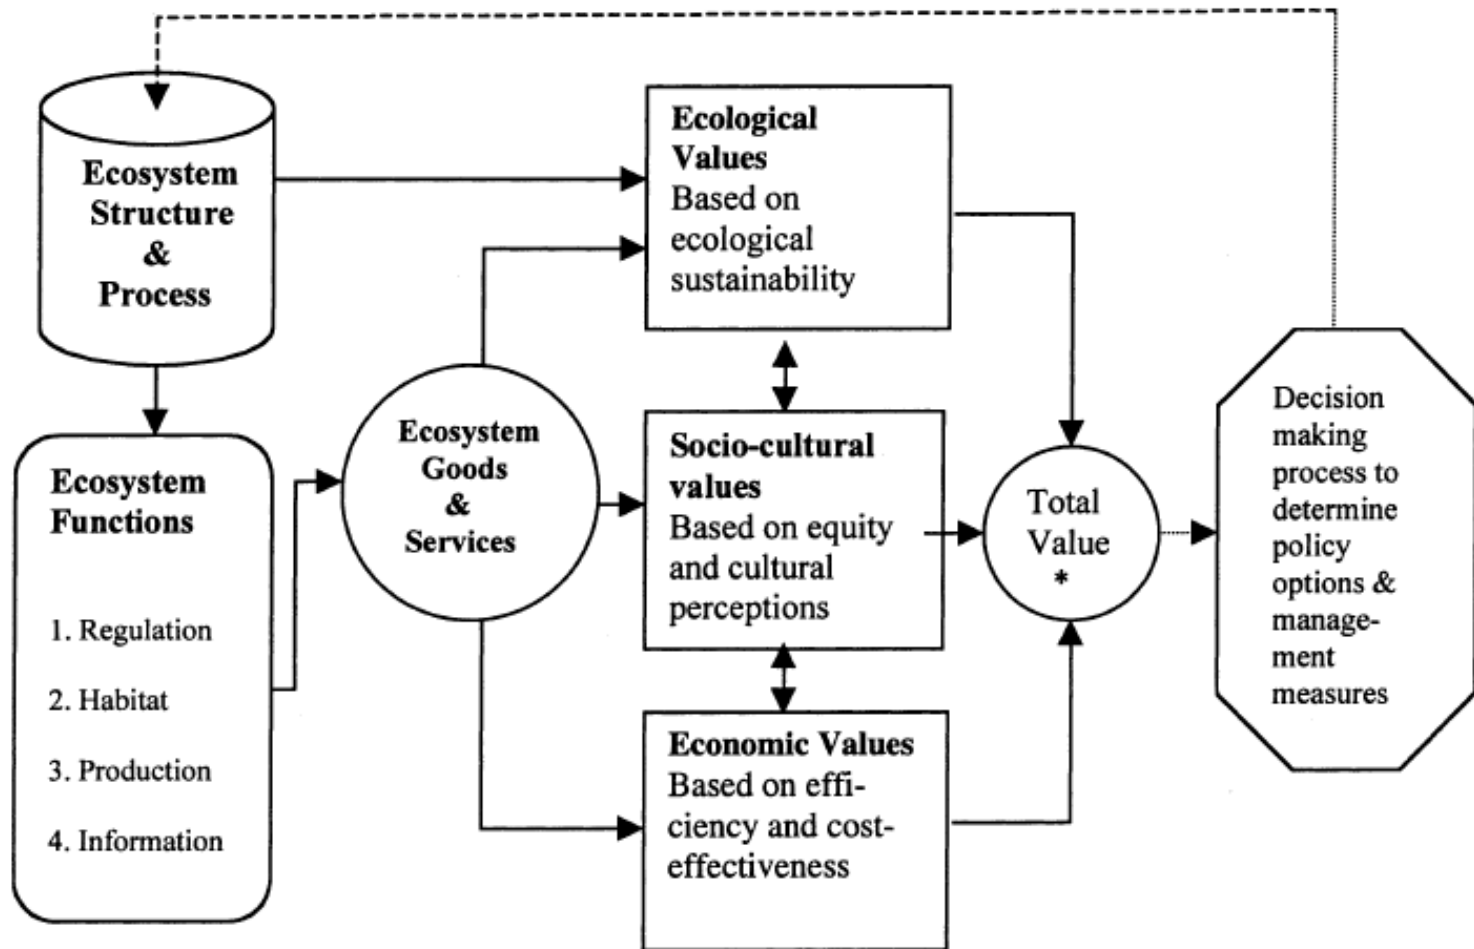 Ecosystem
Structure
&
Process
Ecosystem
Functions
1. Regulation
2. Habitat
3. Production
4. Information
Ecosystem
Goods
&
Services
Ecological
Values
Based on
ecological
sustainability
Socio-cultural
values
Based on equity
and cultural
perceptions
Economic Values
Based on effi-
ciency and cost-
effectiveness
Total
Value
*
Decision
making
process to
determine
policy
options &
manage-
ment
measures